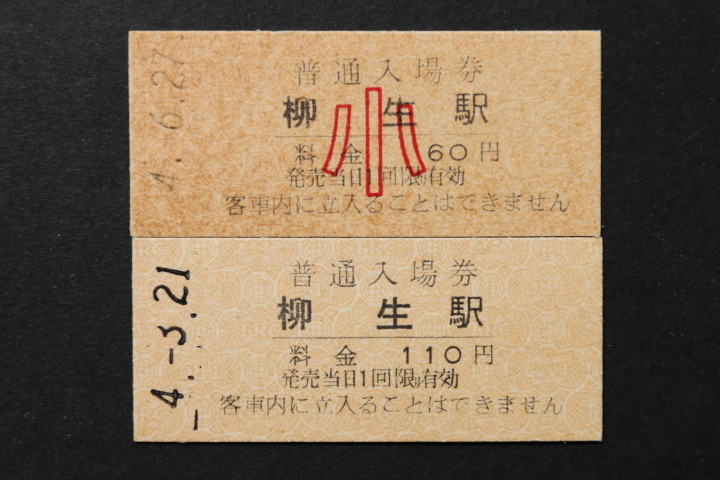 4.-6.27
普通入場券
柳生駅
小
料金 60円
発売当日1回限り有効
客車内に立入ることはできません
-4.-3.21
普通入場券
柳生駅
料金 110円
発売当日1回限り有効
客車内に立入ることはできません